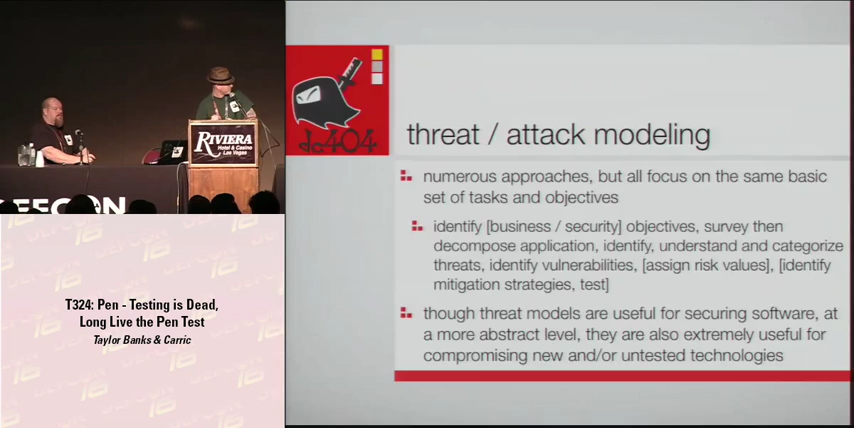 RIVIERA
Hotel & Casino
Las Vegas
DEFCON
T324: Pen - Testing is Dead,
Long Live the Pen Test
Taylor Banks & Carric
dc404
threat / attack modeling
numerous approaches, but all focus on the same basic
set of tasks and objectives
identify [business / security] objectives, survey then
decompose application, identify, understand and categorize
threats, identify vulnerabilities, [assign risk values], [identify
mitigation strategies, test]
though threat models are useful for securing software, at
a more abstract level, they are also extremely useful for
compromising new and/or untested technologies